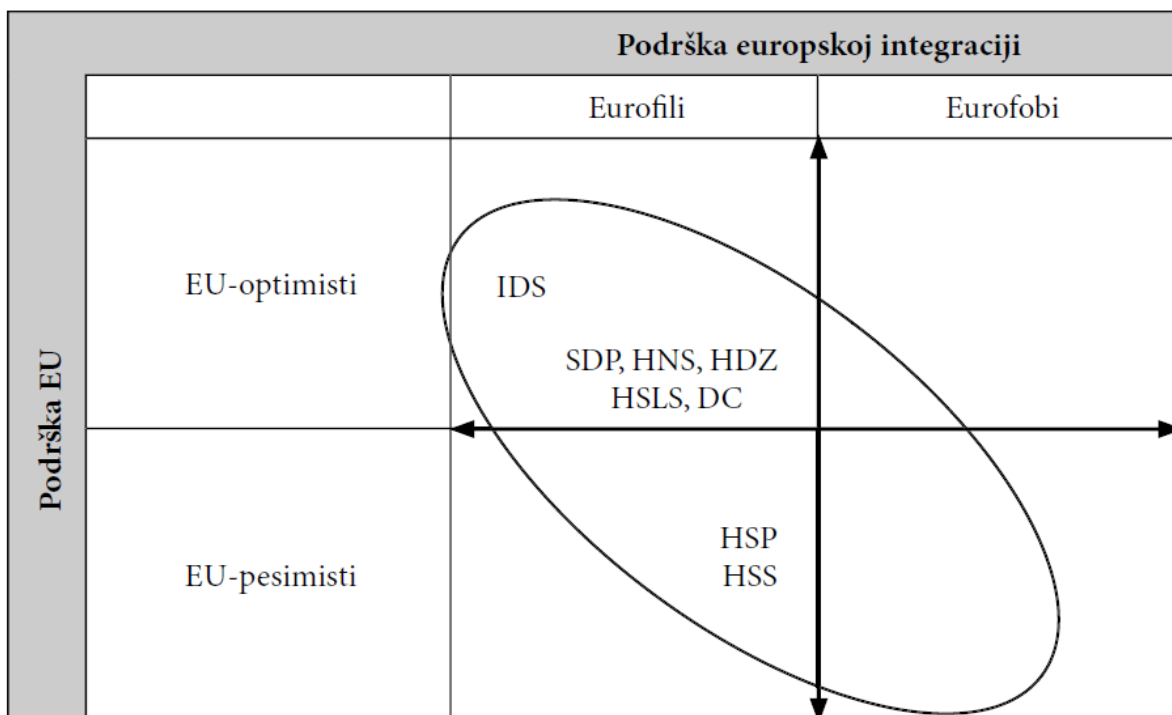 Podrška europskoj integraciji
Eurofili
Eurofobi
Podrška EU
EU-optimisti
IDS
SDP, HNS, HDZ
HSLS, DC
EU-pesimisti
HSP
HSS